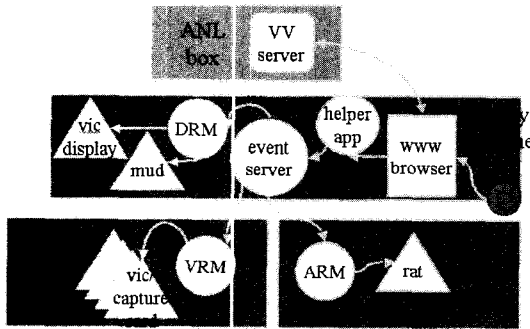 ANL
box
VV
server
vic
display
DRM
mud
event
server
helper
app
www
browser
vic/
capture
VRM
ARM
rat